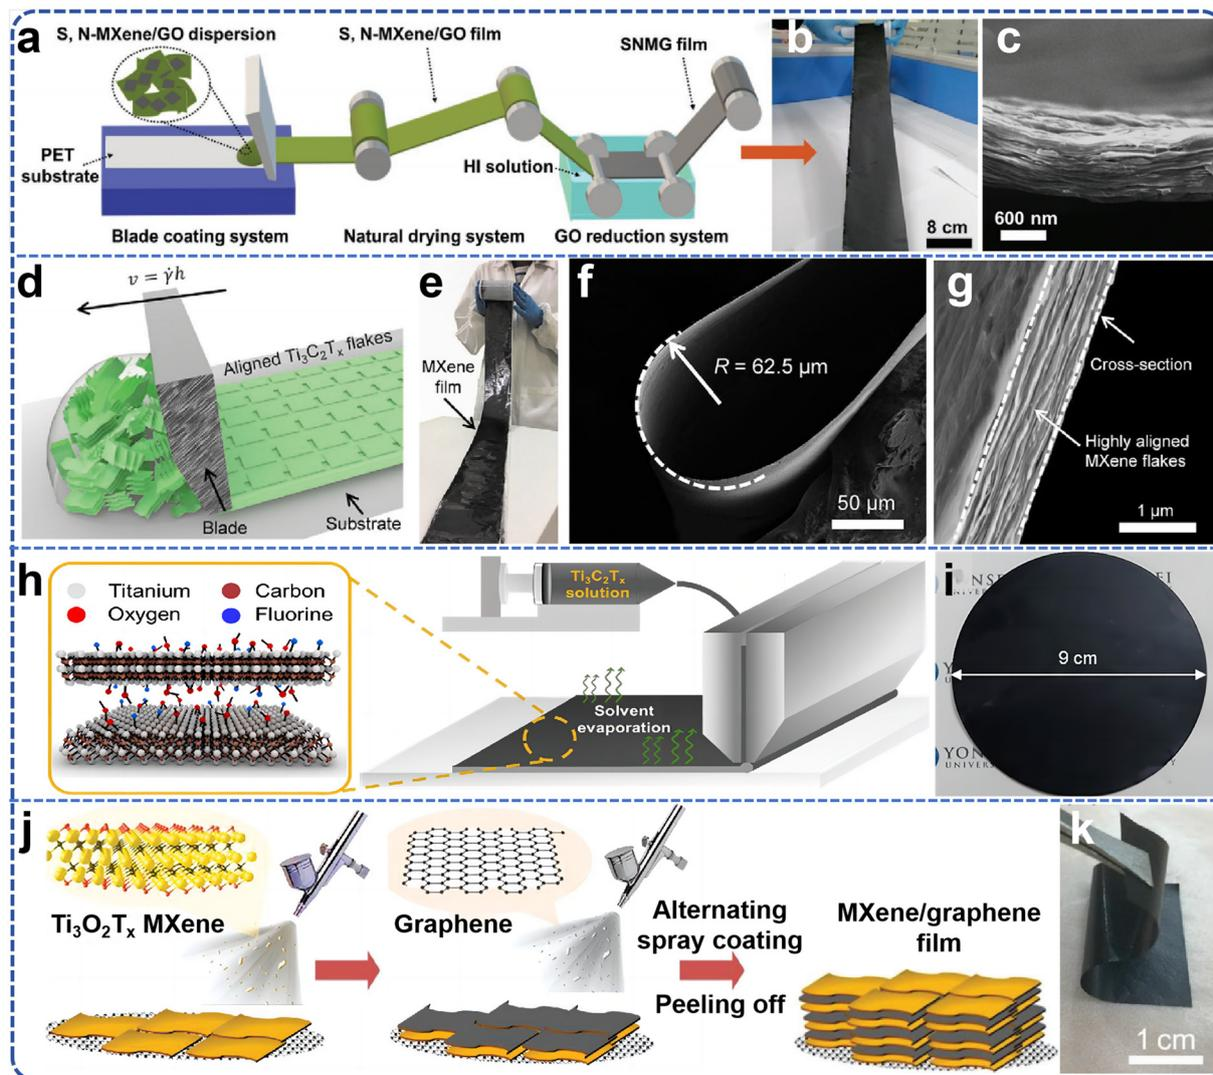 a
S, N-MXene/GO dispersion
S, N-MXene/GO film
SNMG film
PET
substrate
HI solution
Blade coating system
Natural drying system
GO reduction system
b
8 cm
c
600 nm
d
v = γ̇h
Aligned Ti₃C₂Tₓ flakes
Blade
Substrate
e
MXene
film
f
R = 62.5 μm
50 μm
g
Cross-section
Highly aligned
MXene flakes
1 μm
h
Titanium
Carbon
Oxygen
Fluorine
Ti₃C₂Tₓ
solution
Solvent
evaporation
i
9 cm
YON
UNIVERS
j
Ti₃O₂Tₓ MXene
Graphene
Alternating
spray coating
Peeling off
MXene/graphene
film
k
1 cm